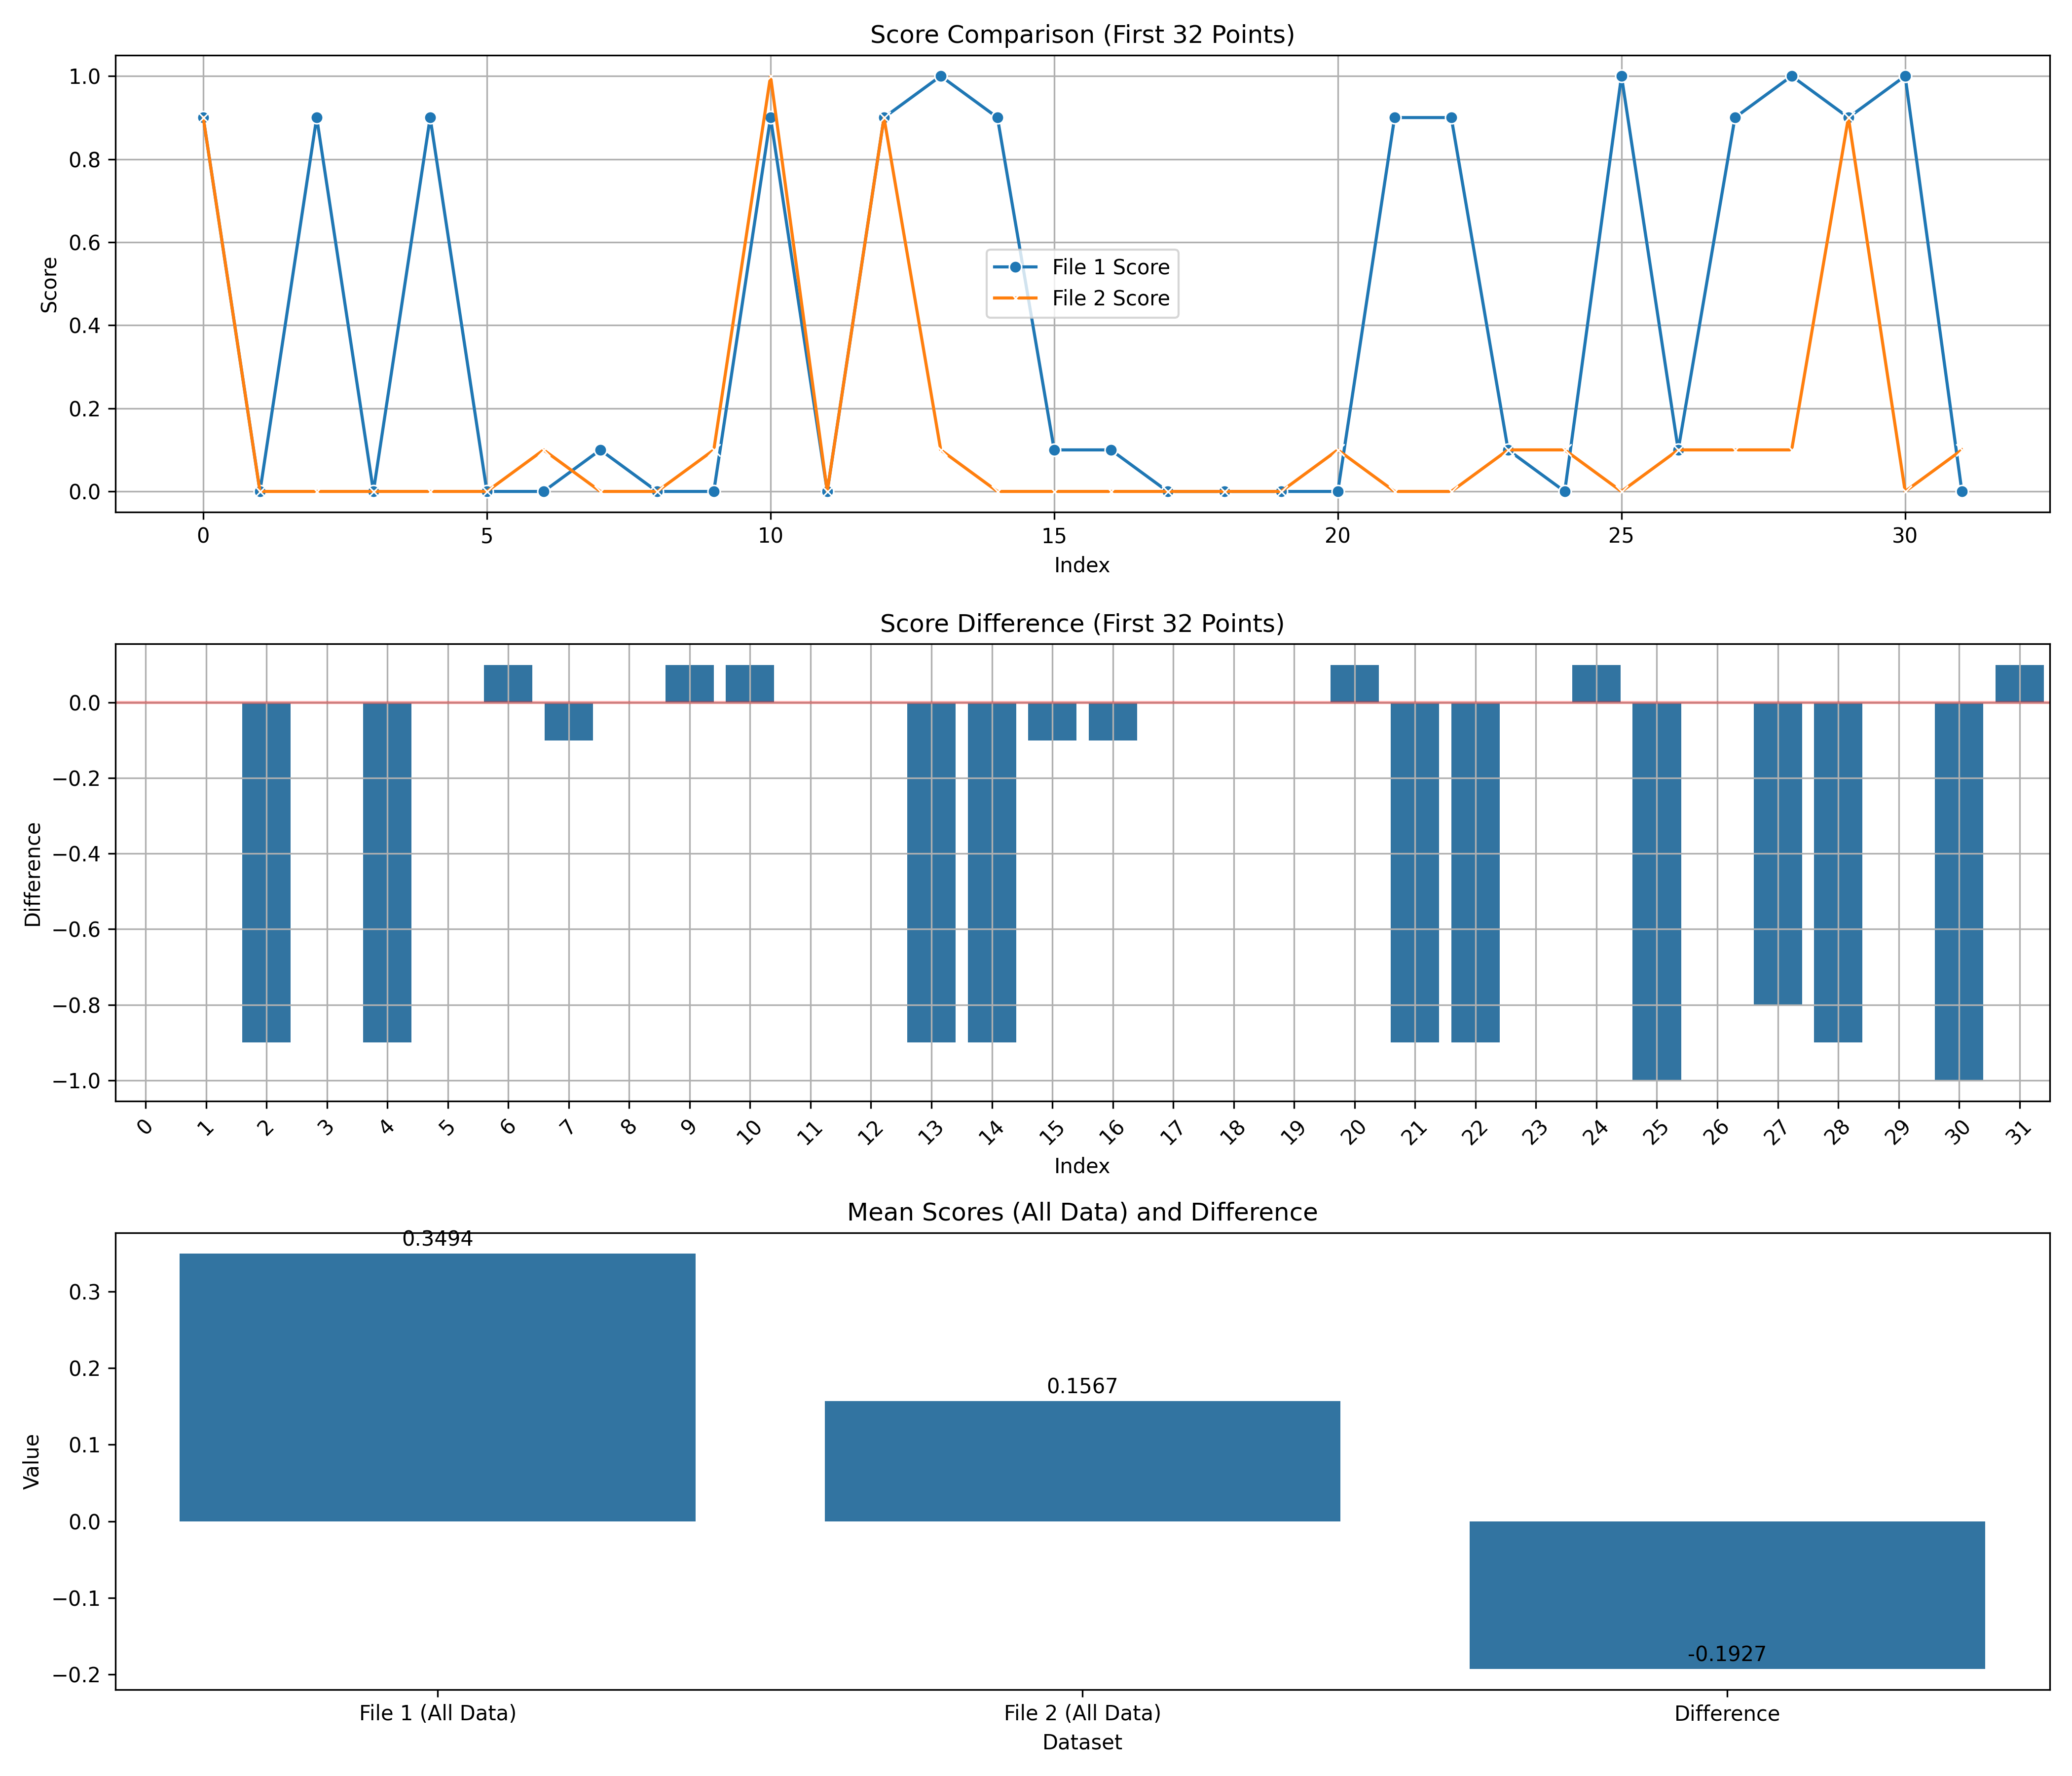 Score Comparison (First 32 Points)
1.0
0.8
0.6
0.4
0.2
0.0
Score
File 1 Score
File 2 Score
0 5 10 15 20 25 30
Index
Score Difference (First 32 Points)
0.0
−0.2
−0.4
−0.6
−0.8
−1.0
Difference
0 1 2 3 4 5 6 7 8 9 10 11 12 13 14 15 16 17 18 19 20 21 22 23 24 25 26 27 28 29 30 31
Index
Mean Scores (All Data) and Difference
0.3494
0.1567
-0.1927
0.3
0.2
0.1
0.0
−0.1
−0.2
Value
File 1 (All Data) File 2 (All Data) Difference
Dataset